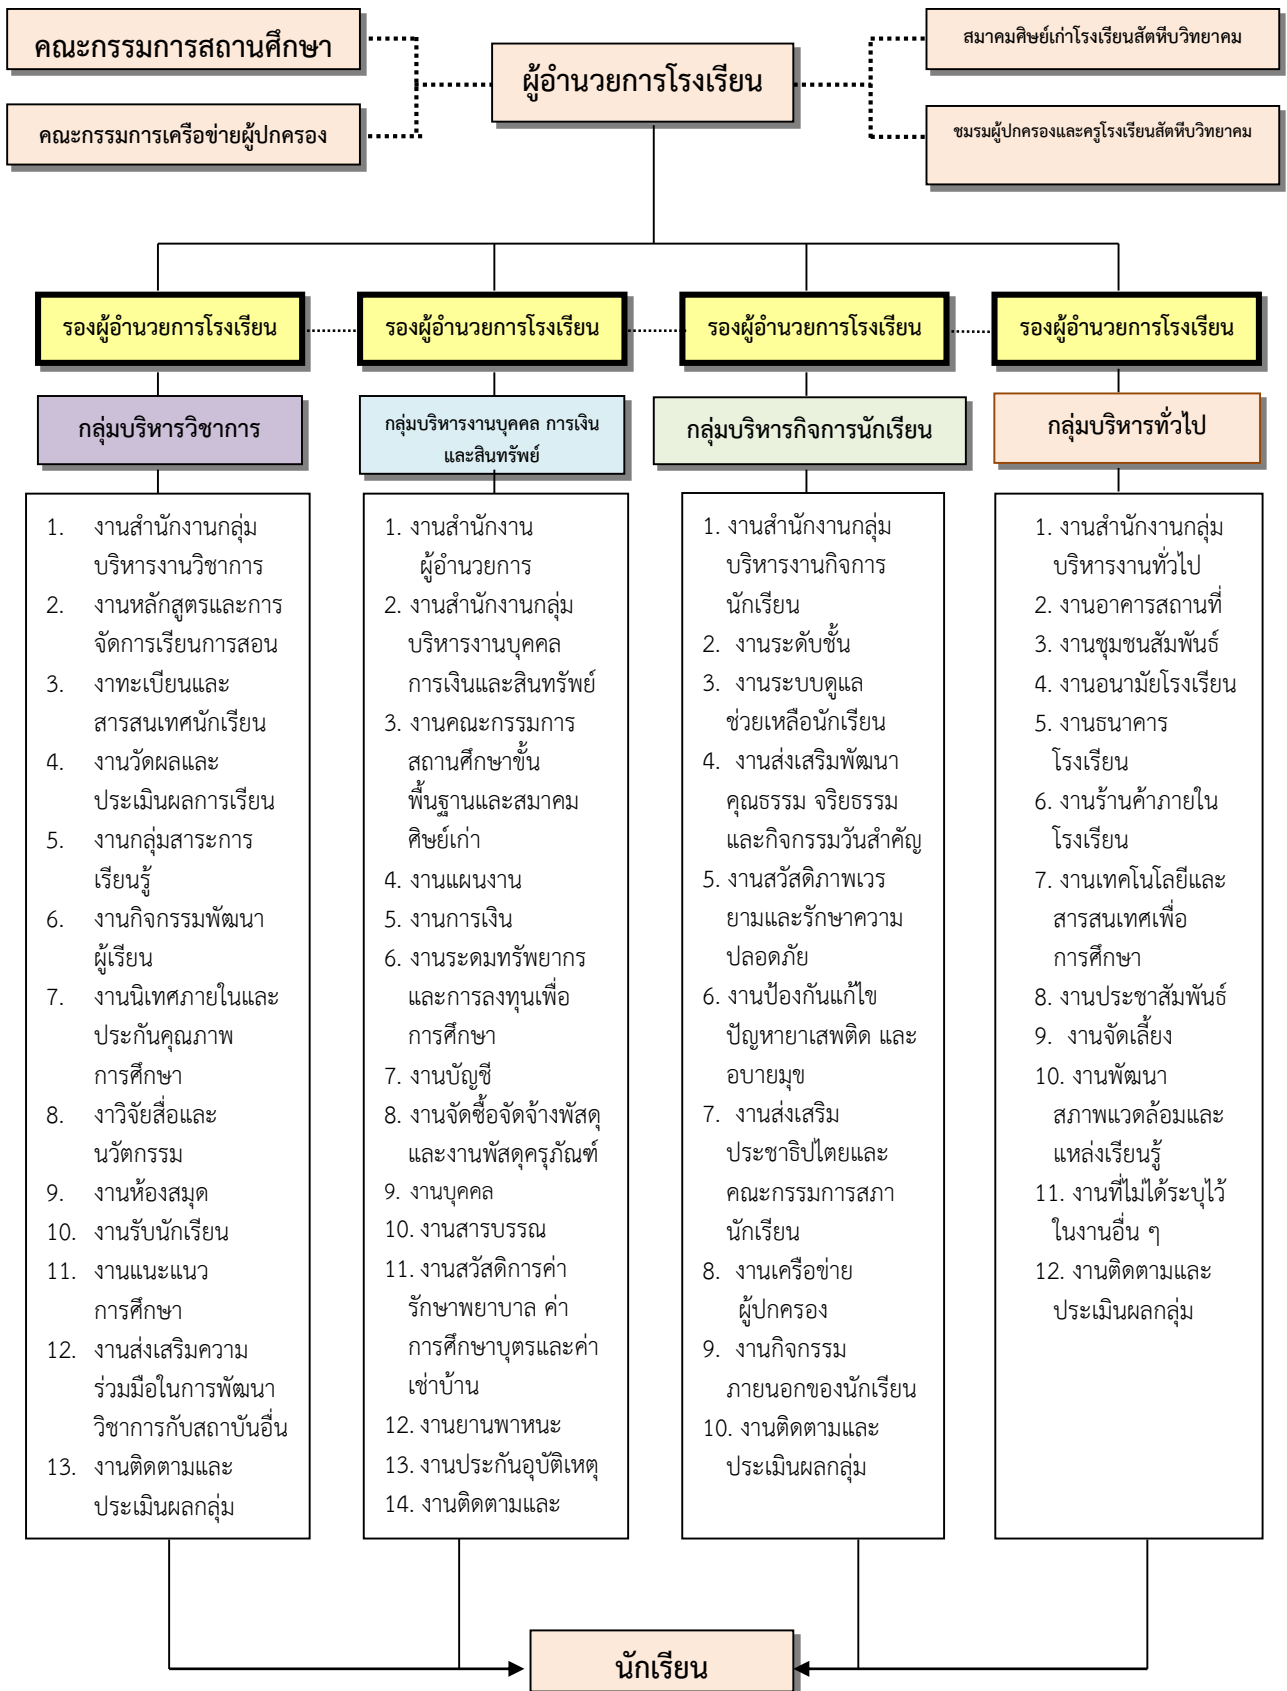 คณะกรรมการสถานศึกษา
ผู้อำนวยการโรงเรียน
สมาคมศิษย์เก่าโรงเรียนสัตหีบวิทยาคม
คณะกรรมการเครือข่ายผู้ปกครอง
ชมรมผู้ปกครองและครูโรงเรียนสัตหีบวิทยาคม
รองผู้อำนวยการโรงเรียน
รองผู้อำนวยการโรงเรียน
รองผู้อำนวยการโรงเรียน
รองผู้อำนวยการโรงเรียน
กลุ่มบริหารวิชาการ
กลุ่มบริหารงานบุคคล การเงิน
และสินทรัพย์
กลุ่มบริหารกิจการนักเรียน
กลุ่มบริหารทั่วไป
1. งานสำนักงานกลุ่ม
บริหารงานวิชาการ
2. งานหลักสูตรและการ
จัดการเรียนการสอน
3. งาทะเบียนและ
สารสนเทศนักเรียน
4. งานวัดผลและ
ประเมินผลการเรียน
5. งานกลุ่มสาระการ
เรียนรู้
6. งานกิจกรรมพัฒนา
ผู้เรียน
7. งานนิเทศภายในและ
ประกันคุณภาพ
การศึกษา
8. งาวิจัยสื่อและ
นวัตกรรม
9. งานห้องสมุด
10. งานรับนักเรียน
11. งานแนะแนว
การศึกษา
12. งานส่งเสริมความ
ร่วมมือในการพัฒนา
วิชาการกับสถาบันอื่น
13. งานติดตามและ
ประเมินผลกลุ่ม
1. งานสำนักงาน
ผู้อำนวยการ
2. งานสำนักงานกลุ่ม
บริหารงานบุคคล
การเงินและสินทรัพย์
3. งานคณะกรรมการ
สถานศึกษาขั้น
พื้นฐานและสมาคม
ศิษย์เก่า
4. งานแผนงาน
5. งานการเงิน
6. งานระดมทรัพยากร
และการลงทุนเพื่อ
การศึกษา
7. งานบัญชี
8. งานจัดซื้อจัดจ้างพัสดุ
และงานพัสดุครุภัณฑ์
9. งานบุคคล
10. งานสารบรรณ
11. งานสวัสดิการค่า
รักษาพยาบาล ค่า
การศึกษาบุตรและค่า
เช่าบ้าน
12. งานยานพาหนะ
13. งานประกันอุบัติเหตุ
14. งานติดตามและ
1. งานสำนักงานกลุ่ม
บริหารงานกิจการ
นักเรียน
2. งานระดับชั้น
3. งานระบบดูแล
ช่วยเหลือนักเรียน
4. งานส่งเสริมพัฒนา
คุณธรรม จริยธรรม
และกิจกรรมวันสำคัญ
5. งานสวัสดิภาพเวร
ยามและรักษาความ
ปลอดภัย
6. งานป้องกันแก้ไข
ปัญหายาเสพติด และ
อบายมุข
7. งานส่งเสริม
ประชาธิปไตยและ
คณะกรรมการสภา
นักเรียน
8. งานเครือข่าย
ผู้ปกครอง
9. งานกิจกรรม
ภายนอกของนักเรียน
10. งานติดตามและ
ประเมินผลกลุ่ม
1. งานสำนักงานกลุ่ม
บริหารงานทั่วไป
2. งานอาคารสถานที่
3. งานชุมชนสัมพันธ์
4. งานอนามัยโรงเรียน
5. งานธนาคาร
โรงเรียน
6. งานร้านค้าภายใน
โรงเรียน
7. งานเทคโนโลยีและ
สารสนเทศเพื่อ
การศึกษา
8. งานประชาสัมพันธ์
9. งานจัดเลี้ยง
10. งานพัฒนา
สภาพแวดล้อมและ
แหล่งเรียนรู้
11. งานที่ไม่ได้ระบุไว้
ในงานอื่น ๆ
12. งานติดตามและ
ประเมินผลกลุ่ม
นักเรียน